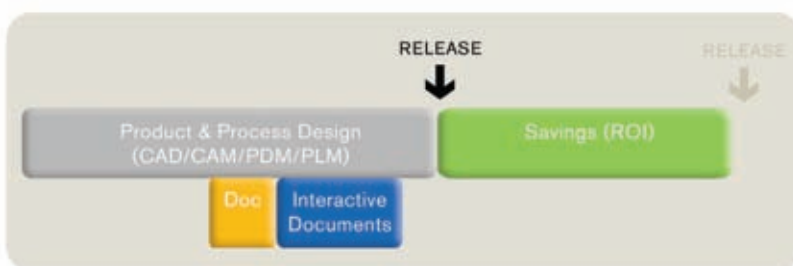 RELEASE
RELEASE
Product & Process Design
(CAD/CAM/PDM/PLM)
Savings (ROI)
Doc
Interactive
Documents